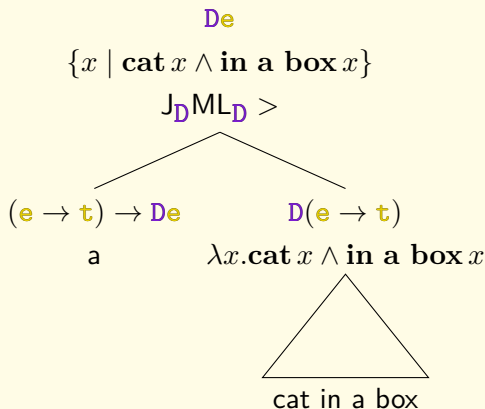 De
{x | cat x ∧ in a box x}
J_D ML_D >
(e → t) → De
D(e → t)
a
λx.cat x ∧ in a box x
cat in a box